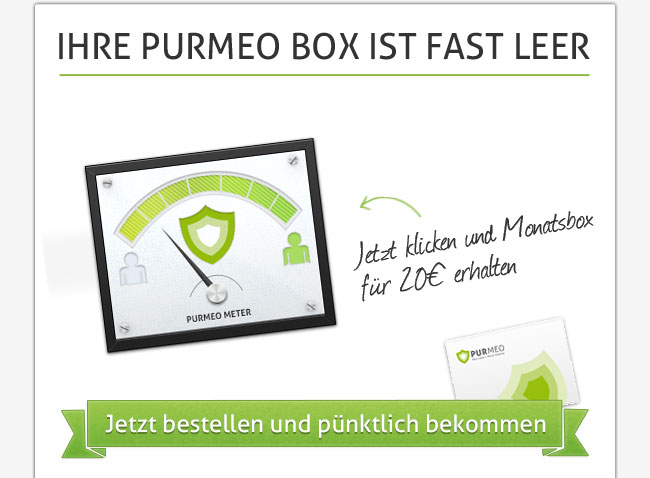 IHRE PURMEO BOX IST FAST LEER
Jetzt klicken und Monatsbox
für 20€ erhalten
PURMEO METER
PURMEO
Jetzt bestellen und pünktlich bekommen